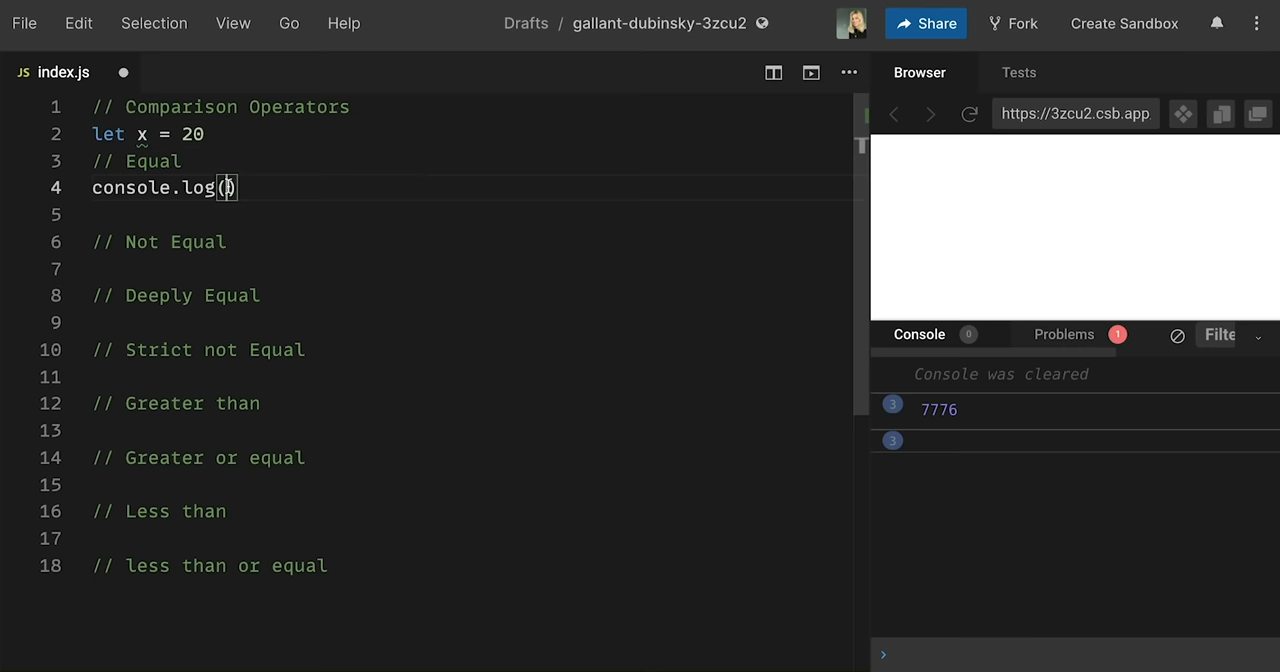 File Edit Selection View Go Help Drafts / gallant-dubinsky-3zcu2 Share Fork Create Sandbox
JS index.js
Browser Tests
https://3zcu2.csb.app
1 // Comparison Operators
2 let x = 20
3 // Equal
4 console.log()
5
6 // Not Equal
7
8 // Deeply Equal
9
10 // Strict not Equal
11
12 // Greater than
13
14 // Greater or equal
15
16 // Less than
17
18 // less than or equal
T
Console 0 Problems 1 Filte
Console was cleared
3 7776
3